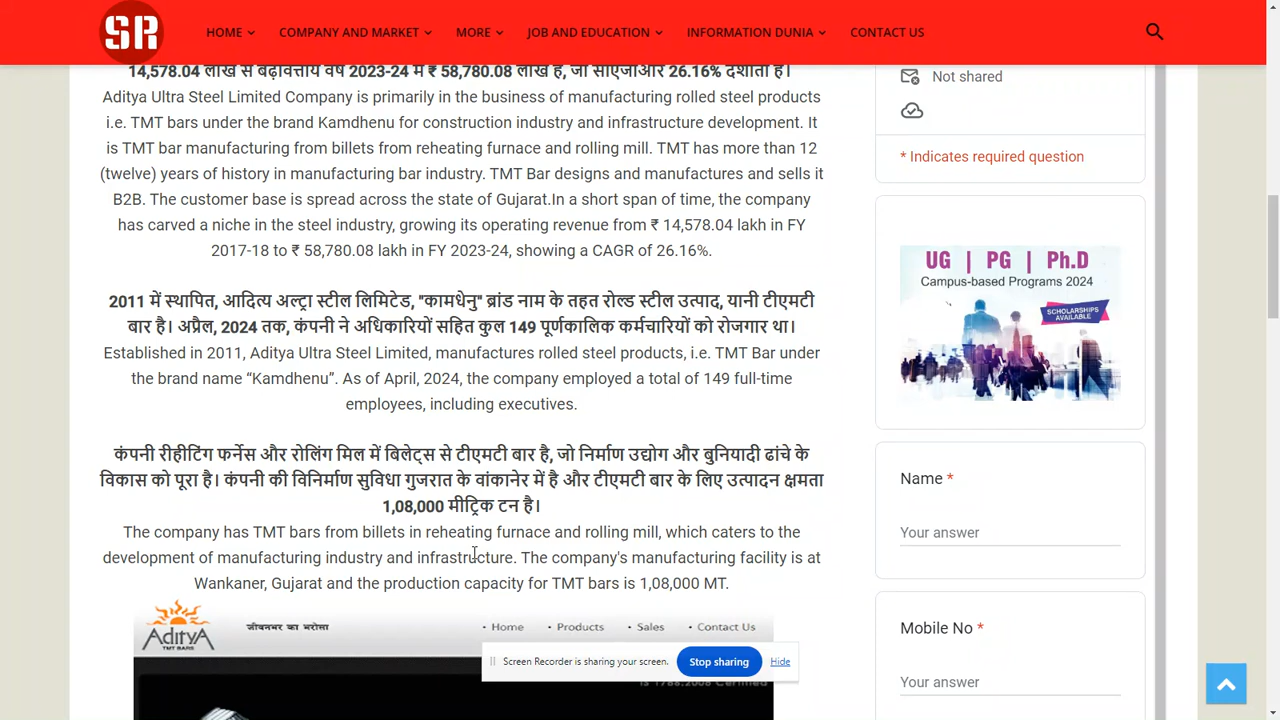 SR
HOME
COMPANY AND MARKET
MORE
JOB AND EDUCATION
INFORMATION DUNIA
CONTACT US
14,578.04 लाख से बढ़ावित्तीय वर्ष 2023-24 में ₹ 58,780.08 लाख है, जो सीएजीआर 26.16% दर्शाता है।
Aditya Ultra Steel Limited Company is primarily in the business of manufacturing rolled steel products
i.e. TMT bars under the brand Kamdhenu for construction industry and infrastructure development. It
is TMT bar manufacturing from billets from reheating furnace and rolling mill. TMT has more than 12
(twelve) years of history in manufacturing bar industry. TMT Bar designs and manufactures and sells it
B2B. The customer base is spread across the state of Gujarat.In a short span of time, the company
has carved a niche in the steel industry, growing its operating revenue from ₹ 14,578.04 lakh in FY
2017-18 to ₹ 58,780.08 lakh in FY 2023-24, showing a CAGR of 26.16%.
2011 में स्थापित, आदित्य अल्ट्रा स्टील लिमिटेड, "कामधेनु" ब्रांड नाम के तहत रोल्ड स्टील उत्पाद, यानी टीएमटी
बार है। अप्रैल, 2024 तक, कंपनी ने अधिकारियों सहित कुल 149 पूर्णकालिक कर्मचारियों को रोजगार था।
Established in 2011, Aditya Ultra Steel Limited, manufactures rolled steel products, i.e. TMT Bar under
the brand name “Kamdhenu”. As of April, 2024, the company employed a total of 149 full-time
employees, including executives.
कंपनी रीहीटिंग फर्नेस और रोलिंग मिल में बिलेट्स से टीएमटी बार है, जो निर्माण उद्योग और बुनियादी ढांचे के
विकास को पूरा है। कंपनी की विनिर्माण सुविधा गुजरात के वांकानेर में है और टीएमटी बार के लिए उत्पादन क्षमता
1,08,000 मीट्रिक टन है।
The company has TMT bars from billets in reheating furnace and rolling mill, which caters to the
development of manufacturing industry and infrastructure. The company's manufacturing facility is at
Wankaner, Gujarat and the production capacity for TMT bars is 1,08,000 MT.
AdityA
TMT BARS
जीवनभर का भरोसा
• Home
• Products
• Sales
• Contact Us
is 1786:2008 Certified
Screen Recorder is sharing your screen.
Stop sharing
Hide
Not shared
* Indicates required question
UG | PG | Ph.D
Campus-based Programs 2024
SCHOLARSHIPS
AVAILABLE
Name *
Your answer
Mobile No *
Your answer